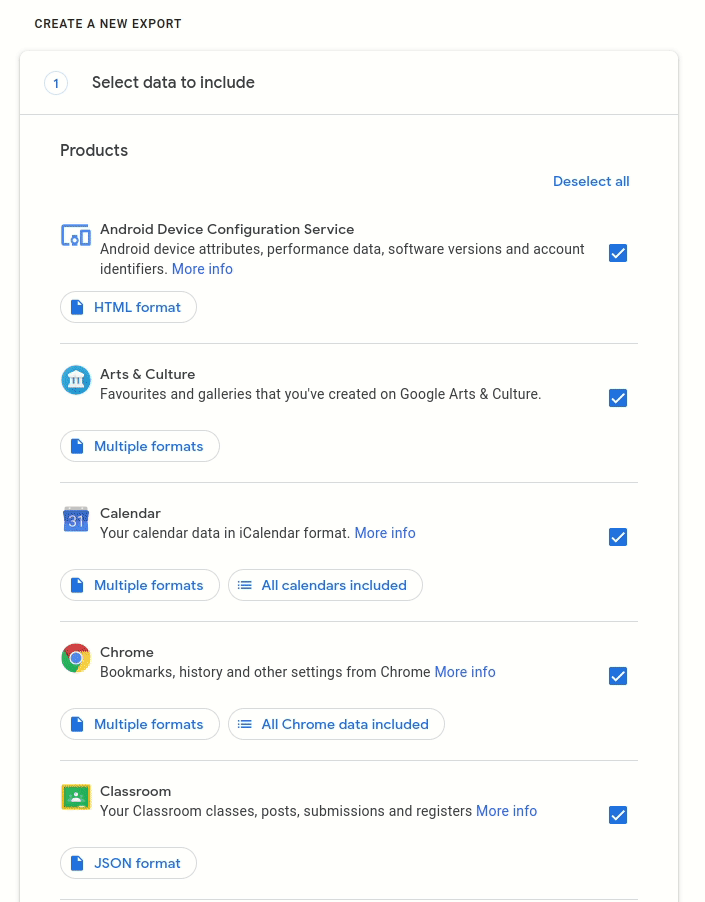 CREATE A NEW EXPORT
1 Select data to include
Products
Deselect all
Android Device Configuration Service
Android device attributes, performance data, software versions and account
identifiers. More info
HTML format
Arts & Culture
Favourites and galleries that you've created on Google Arts & Culture.
Multiple formats
31
Calendar
Your calendar data in iCalendar format. More info
Multiple formats All calendars included
Chrome
Bookmarks, history and other settings from Chrome More info
Multiple formats All Chrome data included
Classroom
Your Classroom classes, posts, submissions and registers More info
JSON format